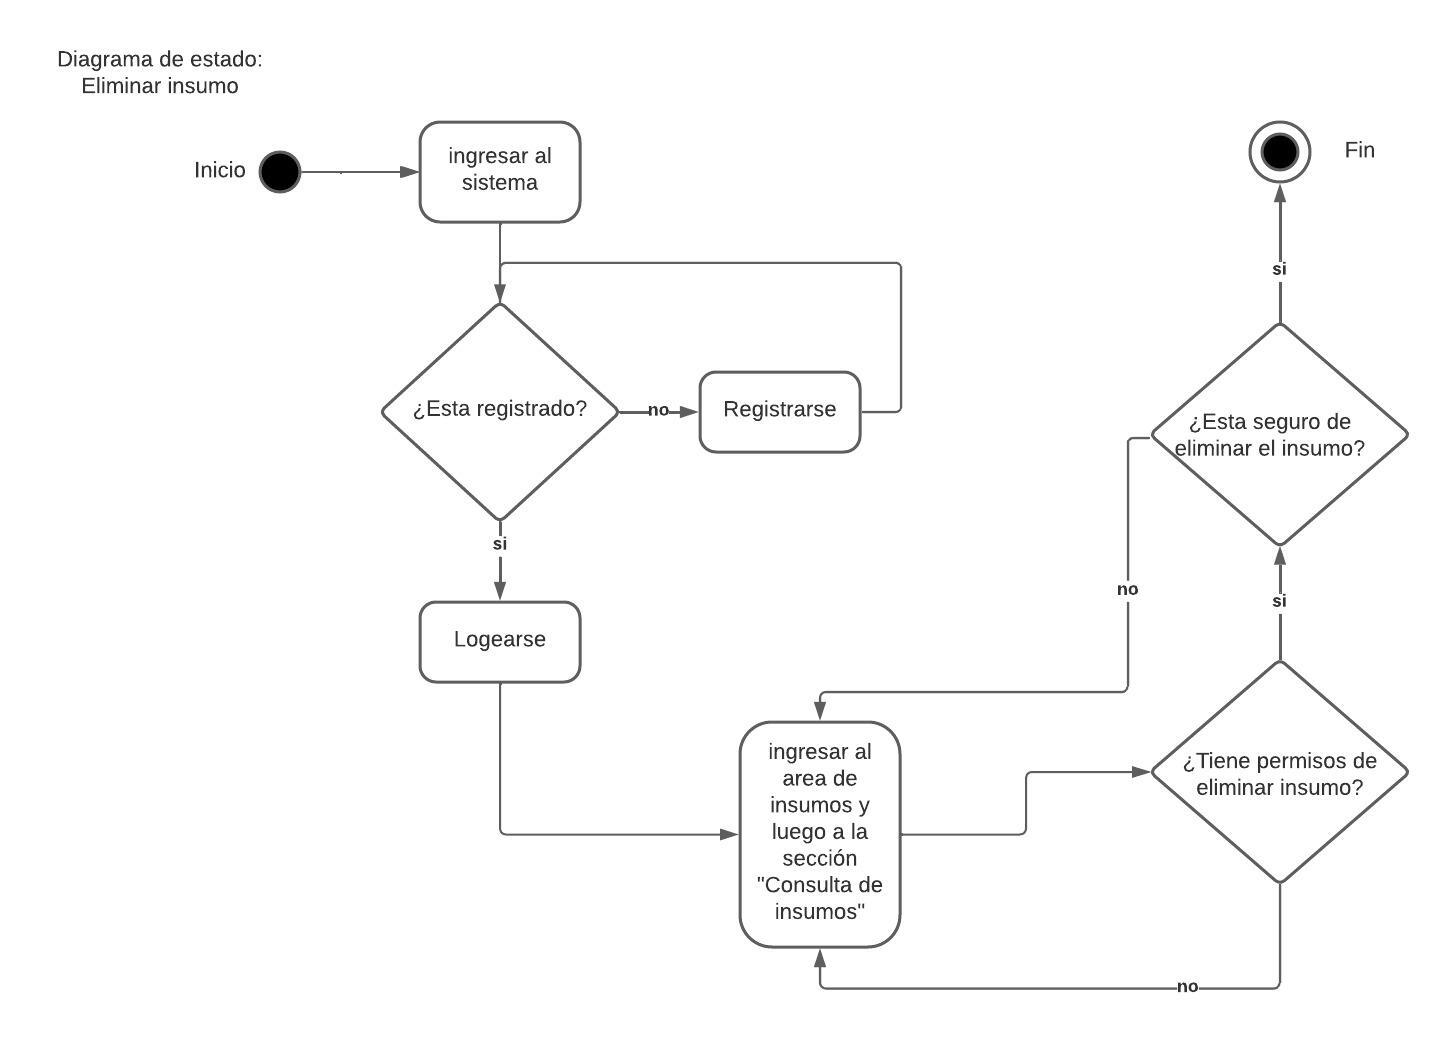 Diagrama de estado:
Eliminar insumo
Inicio
ingresar al
sistema
Fin
si
¿Esta registrado?
no
Registrarse
¿Esta seguro de
eliminar el insumo?
si
Logearse
no
si
ingresar al
area de
insumos y
luego a la
sección
"Consulta de
insumos"
¿Tiene permisos de
eliminar insumo?
no